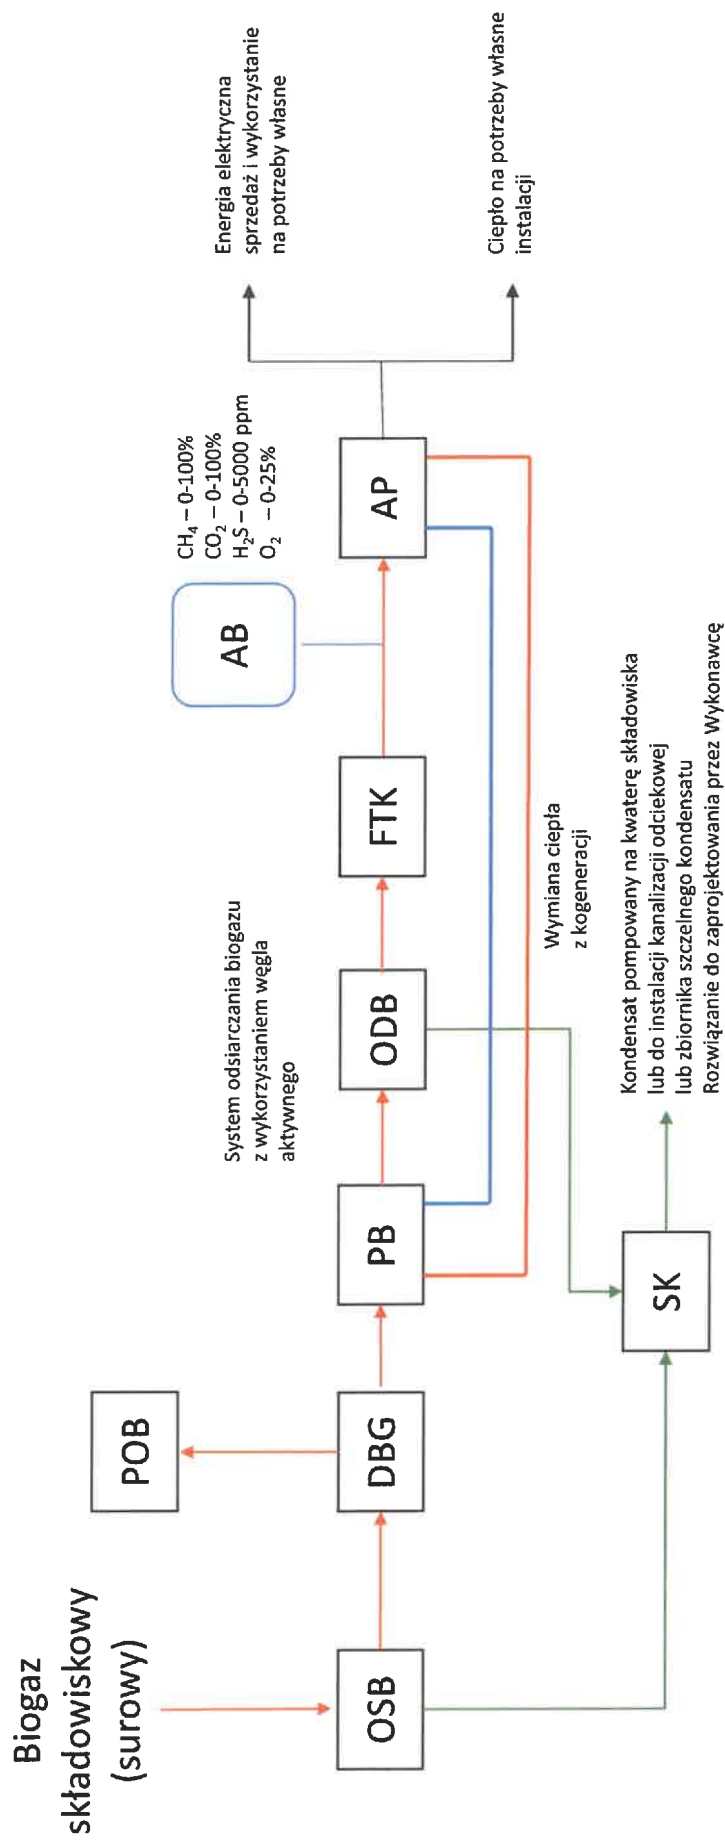 Biogaz
składowiskowy
(surowy)
POB
OSB
DBG
PB
ODB
FTK
AP
AB
SK
System odsiarczania biogazu
z wykorzystaniem węgla
aktywnego
CH₄ – 0-100%
CO₂ – 0-100%
H₂S – 0-5000 ppm
O₂ – 0-25%
Energia elektryczna
sprzedaż i wykorzystanie
na potrzeby własne
Ciepło na potrzeby własne
instalacji
Wymiana ciepła
z kogeneracji
Kondensat pompowany na kwaterę składowiska
lub do instalacji kanalizacji odciekowej
lub zbiornika szczelnego kondensatu
Rozwiązanie do zaprojektowania przez Wykonawcę